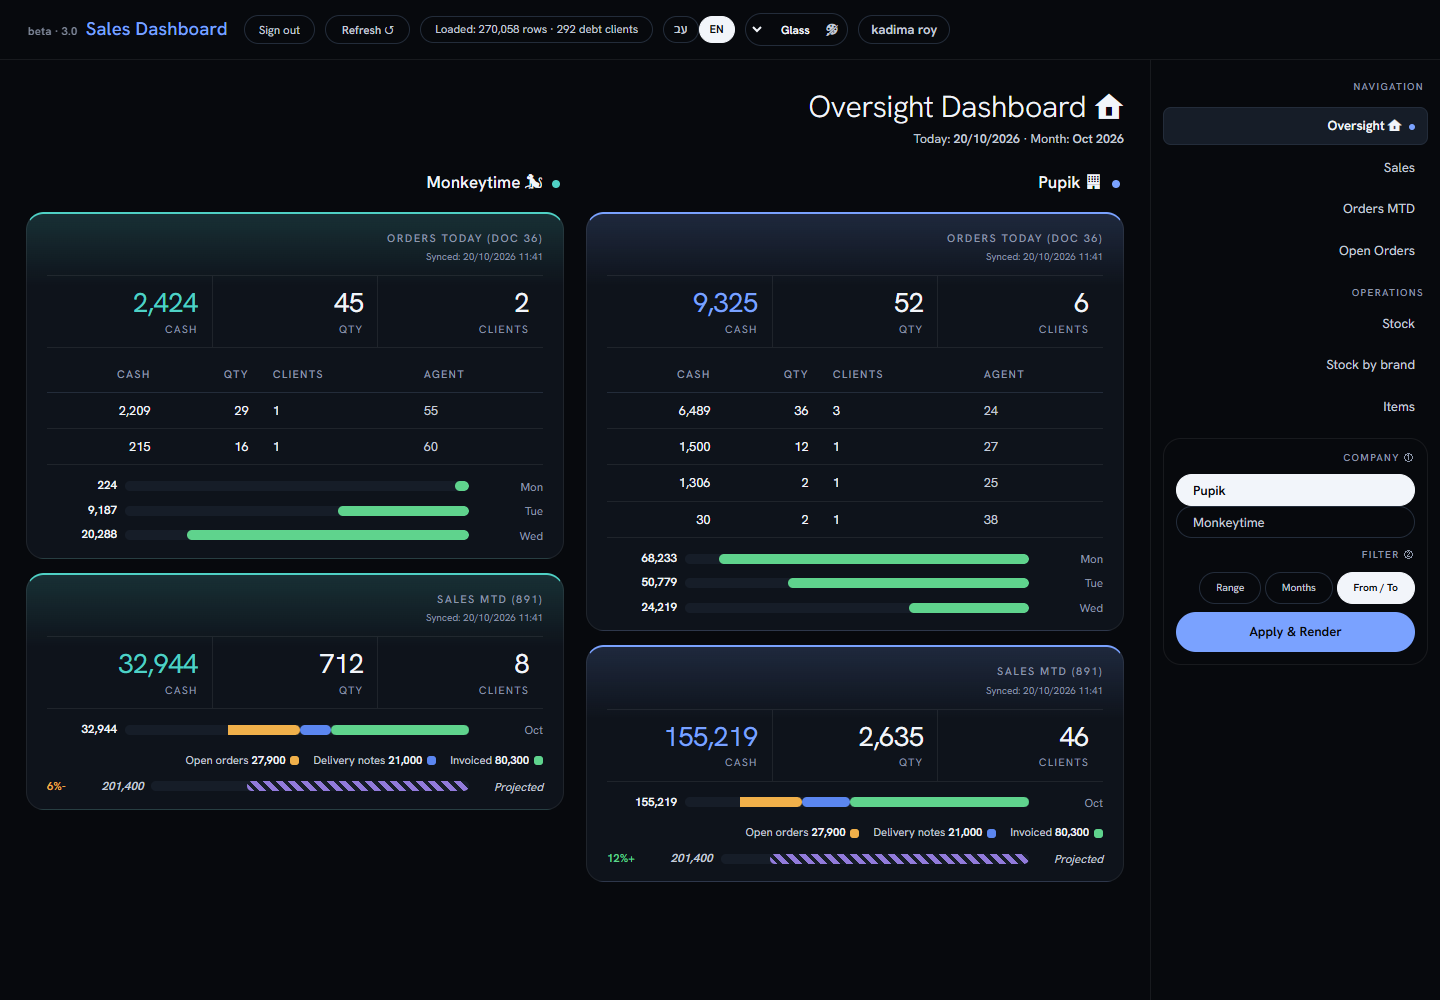 beta · 3.0 Sales Dashboard Sign out Refresh ↺ Loaded: 270,058 rows · 292 debt clients עב EN Glass kadima roy
Oversight Dashboard
Today: 20/10/2026 · Month: Oct 2026
Pupik
ORDERS TODAY (DOC 36)
Synced: 20/10/2026 11:41
9,325 52 6
CASH QTY CLIENTS
CASH QTY CLIENTS AGENT
6,489 36 3 24
1,500 12 1 27
1,306 2 1 25
30 2 1 38
68,233 Mon
50,779 Tue
24,219 Wed
SALES MTD (891)
Synced: 20/10/2026 11:41
155,219 2,635 46
CASH QTY CLIENTS
155,219 Oct
Open orders 27,900 Delivery notes 21,000 Invoiced 80,300
12%+ 201,400 Projected
Monkeytime
ORDERS TODAY (DOC 36)
Synced: 20/10/2026 11:41
2,424 45 2
CASH QTY CLIENTS
CASH QTY CLIENTS AGENT
2,209 29 1 55
215 16 1 60
224 Mon
9,187 Tue
20,288 Wed
SALES MTD (891)
Synced: 20/10/2026 11:41
32,944 712 8
CASH QTY CLIENTS
32,944 Oct
Open orders 27,900 Delivery notes 21,000 Invoiced 80,300
6%- 201,400 Projected
NAVIGATION
Oversight
Sales
Orders MTD
Open Orders
OPERATIONS
Stock
Stock by brand
Items
COMPANY ①
Pupik
Monkeytime
FILTER ②
Range Months From / To
Apply & Render